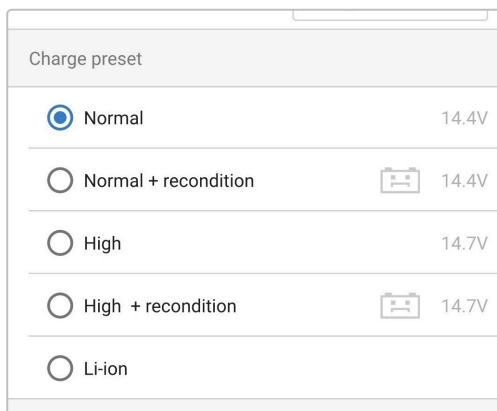 Charge preset
Normal 14.4V
Normal + recondition 14.4V
High 14.7V
High + recondition 14.7V
Li-ion